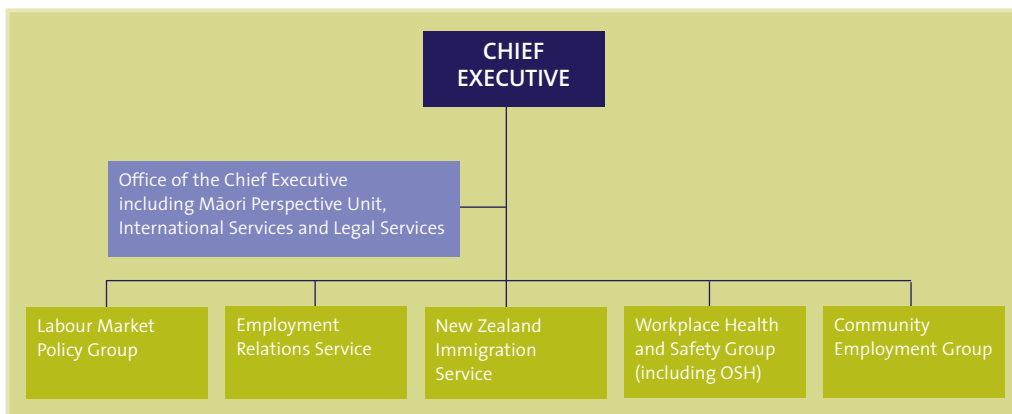 CHIEF
EXECUTIVE
Office of the Chief Executive
including Māori Perspective Unit,
International Services and Legal Services
Labour Market
Policy Group
Employment
Relations Service
New Zealand
Immigration
Service
Workplace Health
and Safety Group
(including OSH)
Community
Employment Group